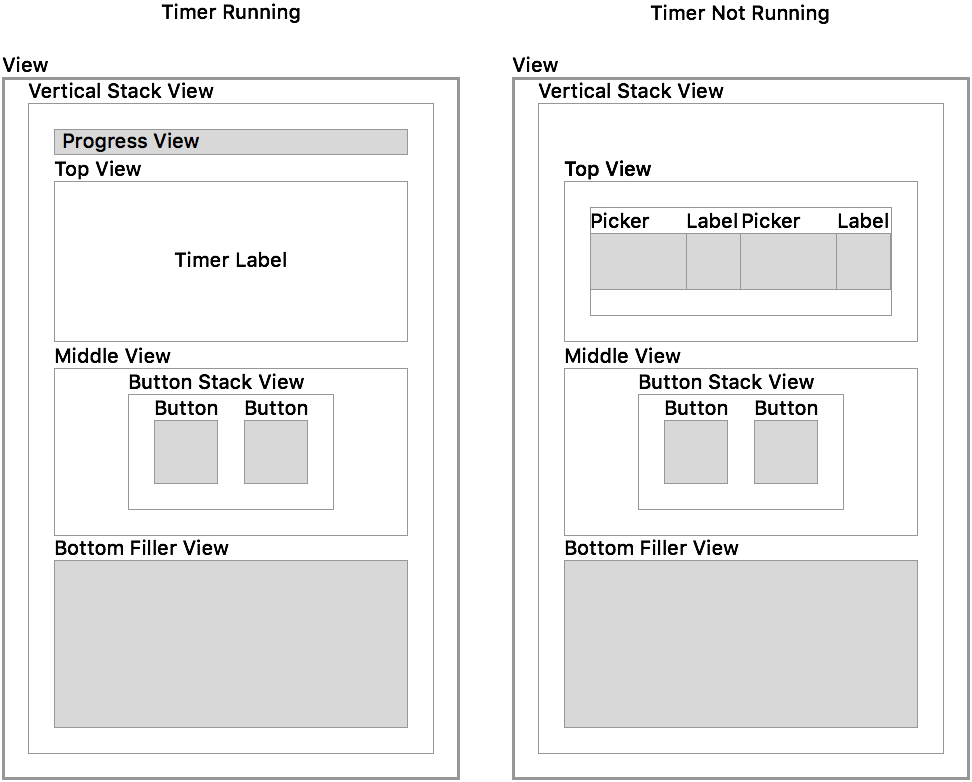 Timer Running
View
Vertical Stack View
Progress View
Top View
Timer Label
Middle View
Button Stack View
Button Button
Bottom Filler View
Timer Not Running
View
Vertical Stack View
Top View
Picker Label Picker Label
Middle View
Button Stack View
Button Button
Bottom Filler View